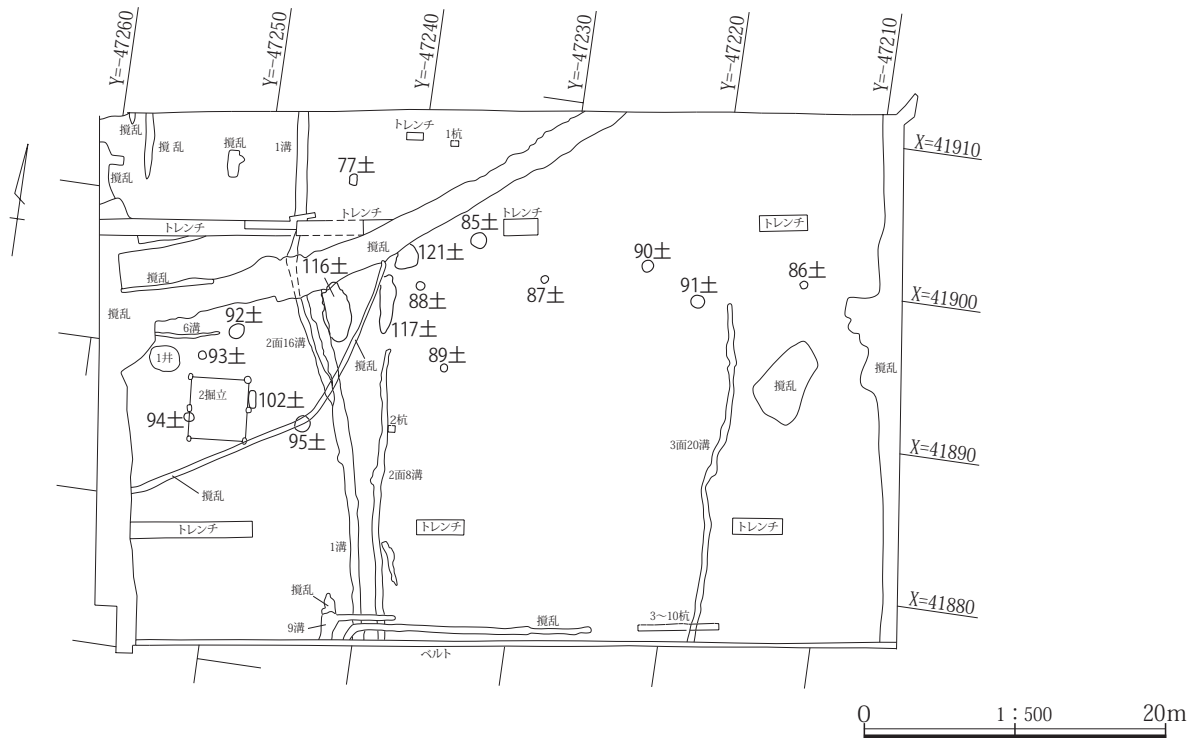 Y=-47260
Y=-47250
Y=-47240
Y=-47230
Y=-47220
Y=-47210
撹乱
撹 乱
撹乱
1溝
トレンチ
1杭
X=41910
撹乱
77土
トレンチ
トレンチ
トレンチ
85土
トレンチ
撹乱
121土
90土
86土
撹乱
116土
88土
87土
91土
X=41900
撹乱
92土
6溝
2面16溝
117土
1井
93土
89土
撹乱
撹乱
撹乱
2掘立
102土
94土
95土
2杭
3面20溝
X=41890
2面8溝
撹乱
トレンチ
トレンチ
トレンチ
1溝
撹乱
X=41880
9溝
撹乱
3～10杭
ベルト
0
1：500
20m